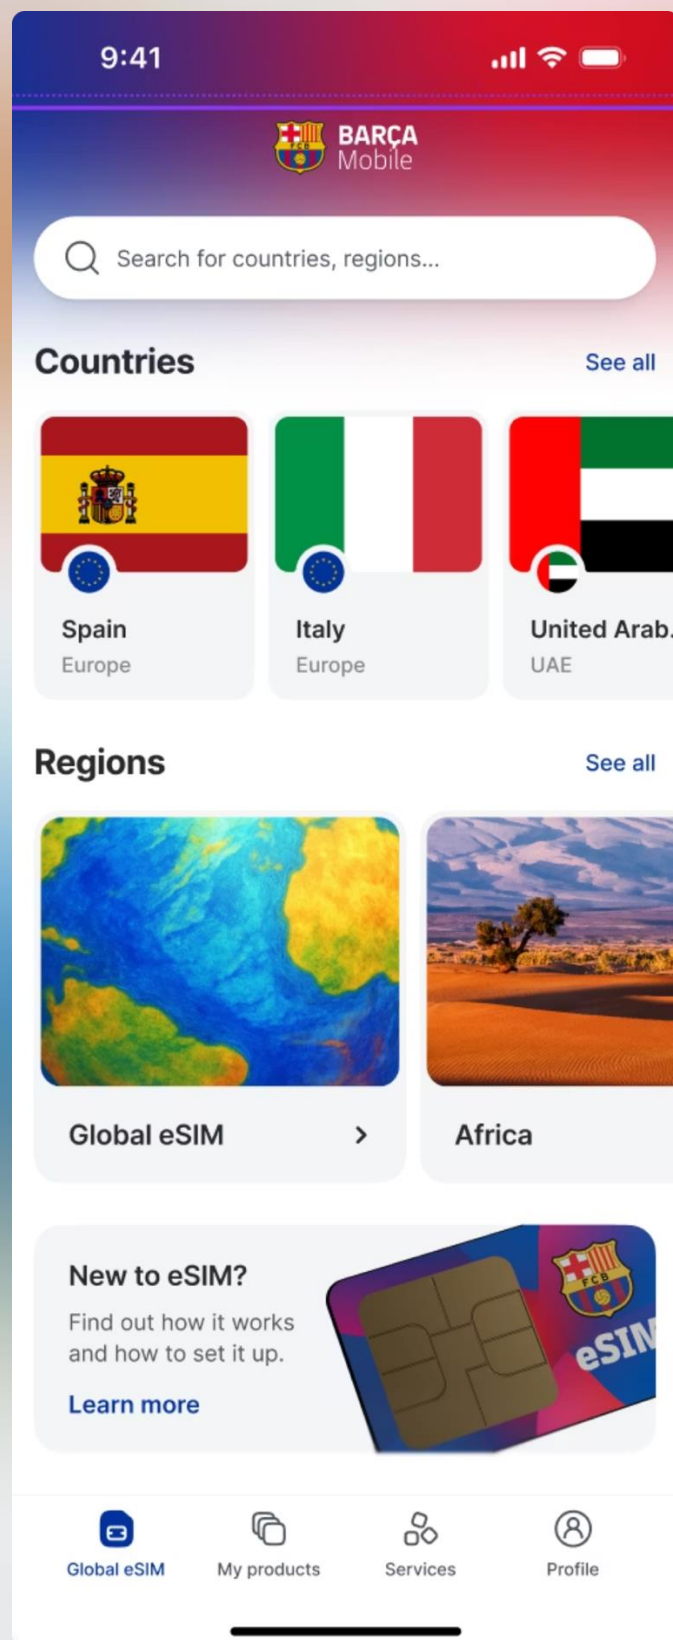 9:41
BARÇA
Mobile
Search for countries, regions...
Countries
See all
Spain
Europe
Italy
Europe
United Arab.
UAE
Regions
See all
Global eSIM
Africa
New to eSIM?
Find out how it works
and how to set it up.
Learn more
FCB
eSIM
Global eSIM
My products
Services
Profile